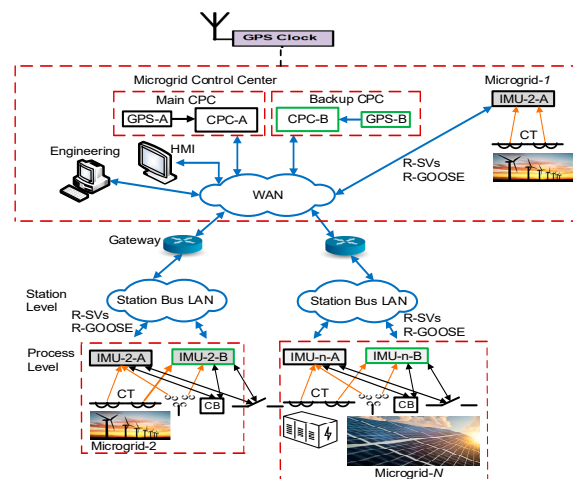 GPS Clock
Microgrid Control Center
Microgrid-1
Main CPC
Backup CPC
GPS-A
CPC-A
CPC-B
GPS-B
IMU-2-A
CT
Engineering
HMI
WAN
R-SVs
R-GOOSE
Gateway
Station
Level
Station Bus LAN
Station Bus LAN
R-SVs
R-GOOSE
R-SVs
R-GOOSE
Process
Level
IMU-2-A
IMU-2-B
IMU-n-A
IMU-n-B
CT
CB
CT
CB
Microgrid-2
Microgrid-N